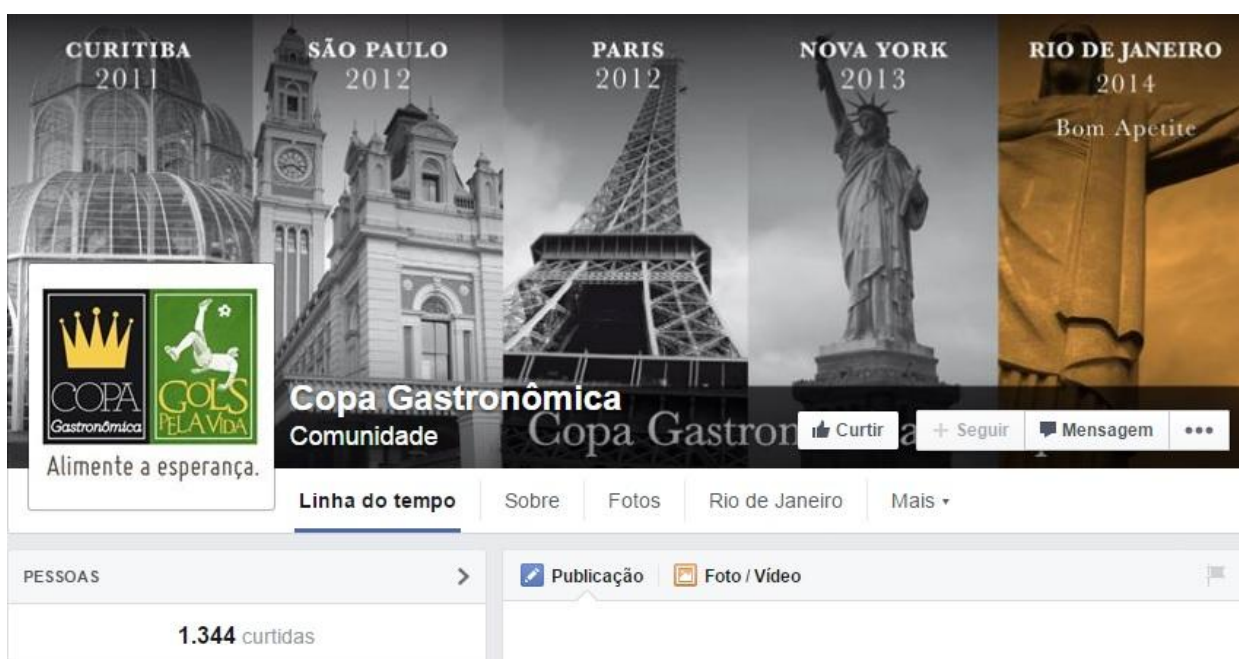 CURITIBA
2011
SÃO PAULO
2012
PARIS
2012
NOVA YORK
2013
RIO DE JANEIRO
2014
Bom Apetite
COPA
Gastronômica
GOLS
PELA VIDA
Alimente a esperança.
Copa Gastronômica
Comunidade
Copa Gastron
Curtir
+ Seguir
Mensagem
Linha do tempo
Sobre
Fotos
Rio de Janeiro
Mais
PESSOAS
Publicação
Foto / Vídeo
1.344 curtidas